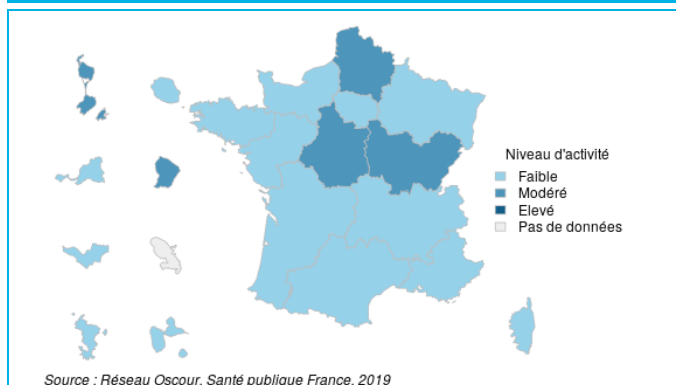 Niveau d'activité
Faible
Modéré
Elevé
Pas de données
Source : Réseau Oscour, Santé publique France, 2019